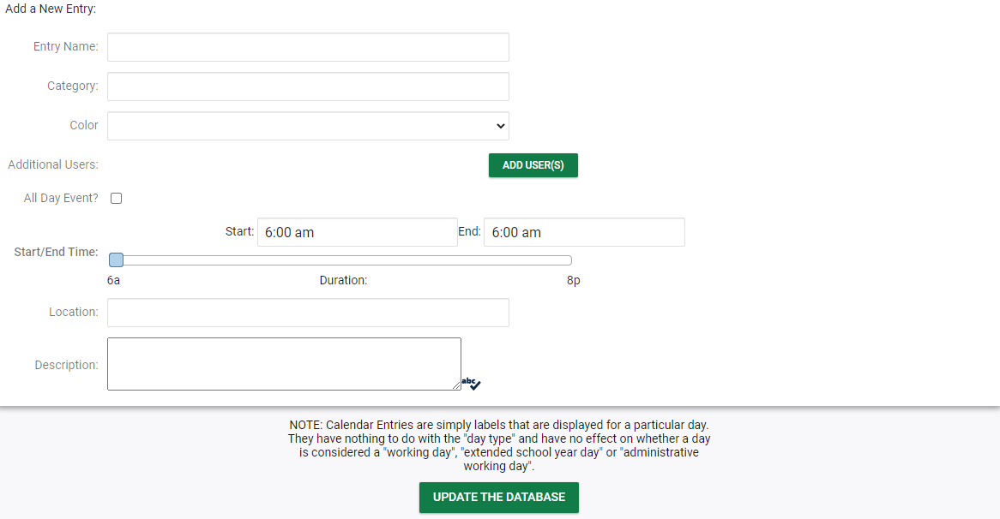 Add a New Entry:
Entry Name:
Category:
Color
Additional Users:
ADD USER(S)
All Day Event?
Start: 6:00 am End: 6:00 am
Start/End Time:
6a Duration: 8p
Location:
Description:
abc
NOTE: Calendar Entries are simply labels that are displayed for a particular day.
They have nothing to do with the "day type" and have no effect on whether a day
is considered a "working day", "extended school year day" or "administrative
working day".
UPDATE THE DATABASE